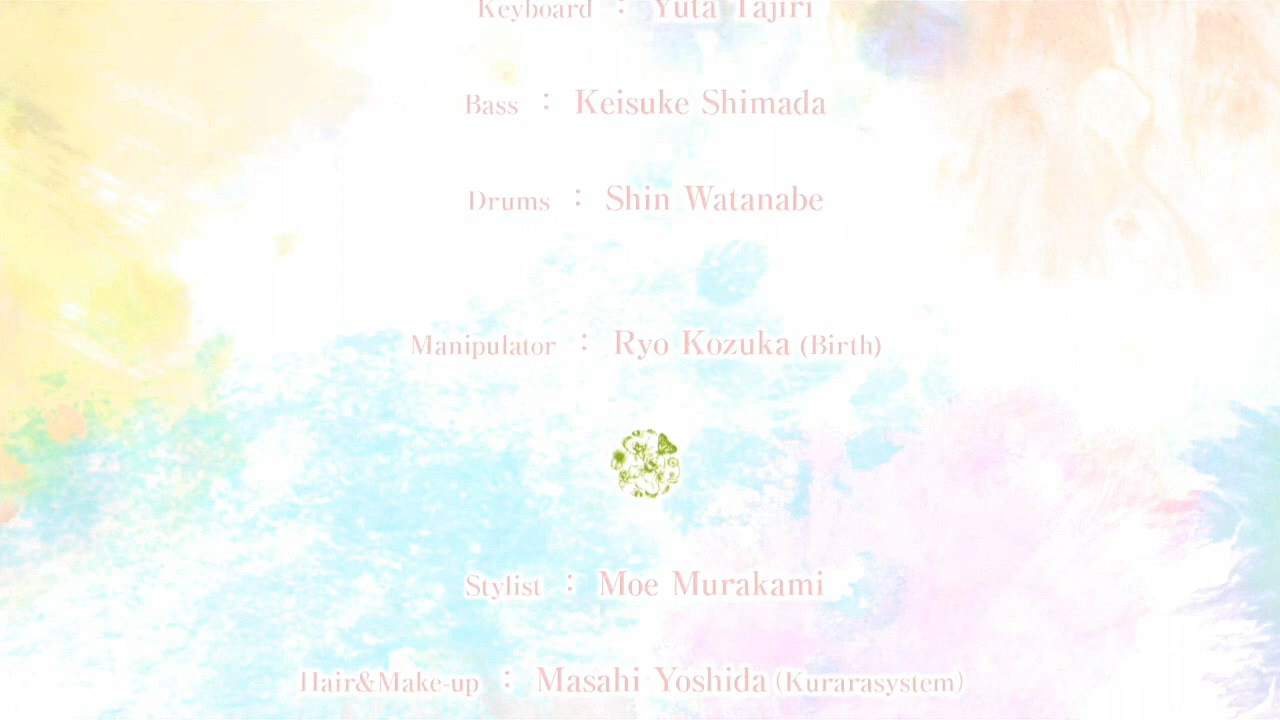 Keyboard : Yuta Tajiri
Bass : Keisuke Shimada
Drums : Shin Watanabe
Manipulator : Ryo Kozuka (Birth)
Stylist : Moe Murakami
Hair&Make-up : Masahi Yoshida (Kurarasystem)